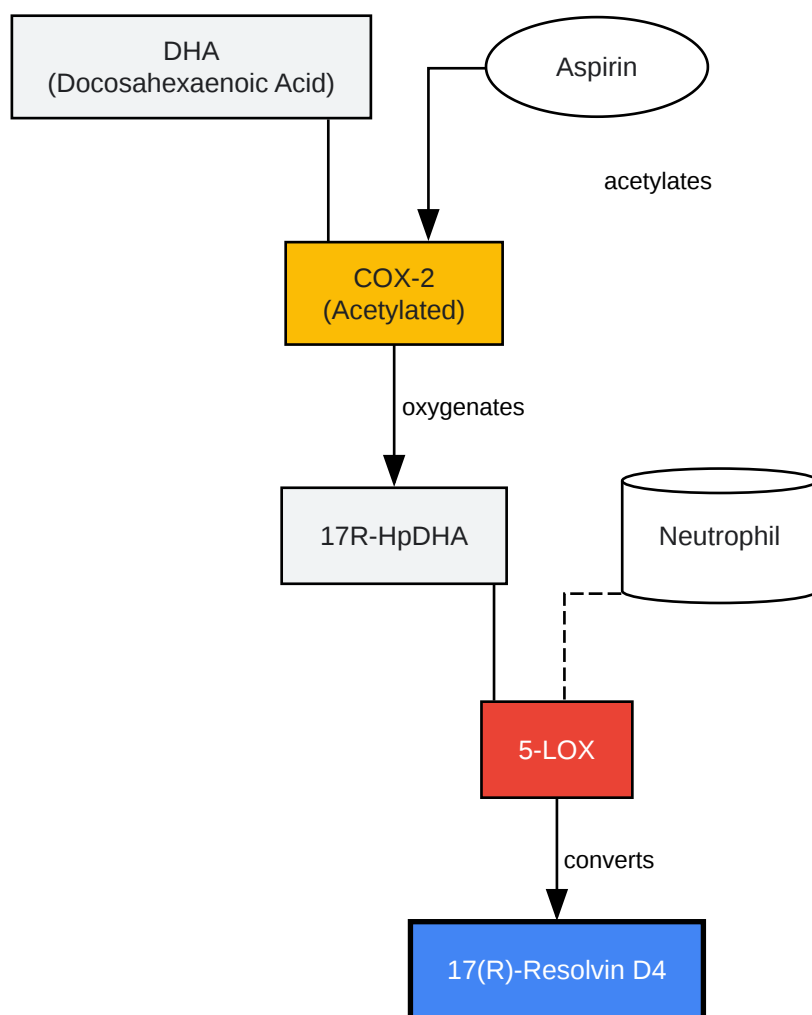 DHA
(Docosahexaenoic Acid)
Aspirin
acetylates
COX-2
(Acetylated)
oxygenates
17R-HpDHA
Neutrophil
5-LOX
converts
17(R)-Resolvin D4